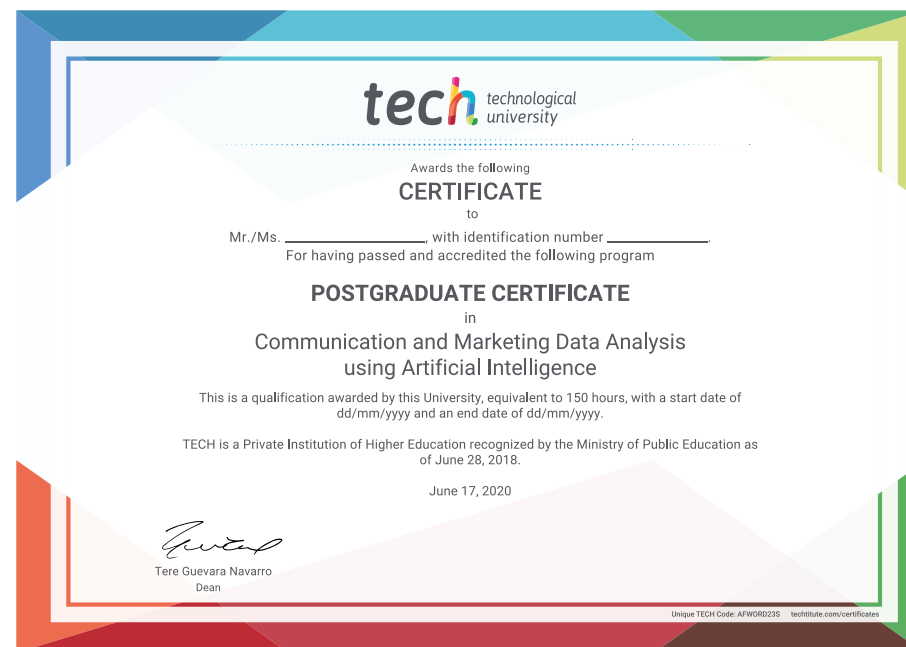 tech technological
university
Awards the following
CERTIFICATE
to
Mr./Ms. ____________________, with identification number ______________.
For having passed and accredited the following program
POSTGRADUATE CERTIFICATE
in
Communication and Marketing Data Analysis
using Artificial Intelligence
This is a qualification awarded by this University, equivalent to 150 hours, with a start date of
dd/mm/yyyy and an end date of dd/mm/yyyy.
TECH is a Private Institution of Higher Education recognized by the Ministry of Public Education as
of June 28, 2018.
June 17, 2020
Tere Guevara Navarro
Dean
Unique TECH Code: AFWORD23S techtitute.com/certificates